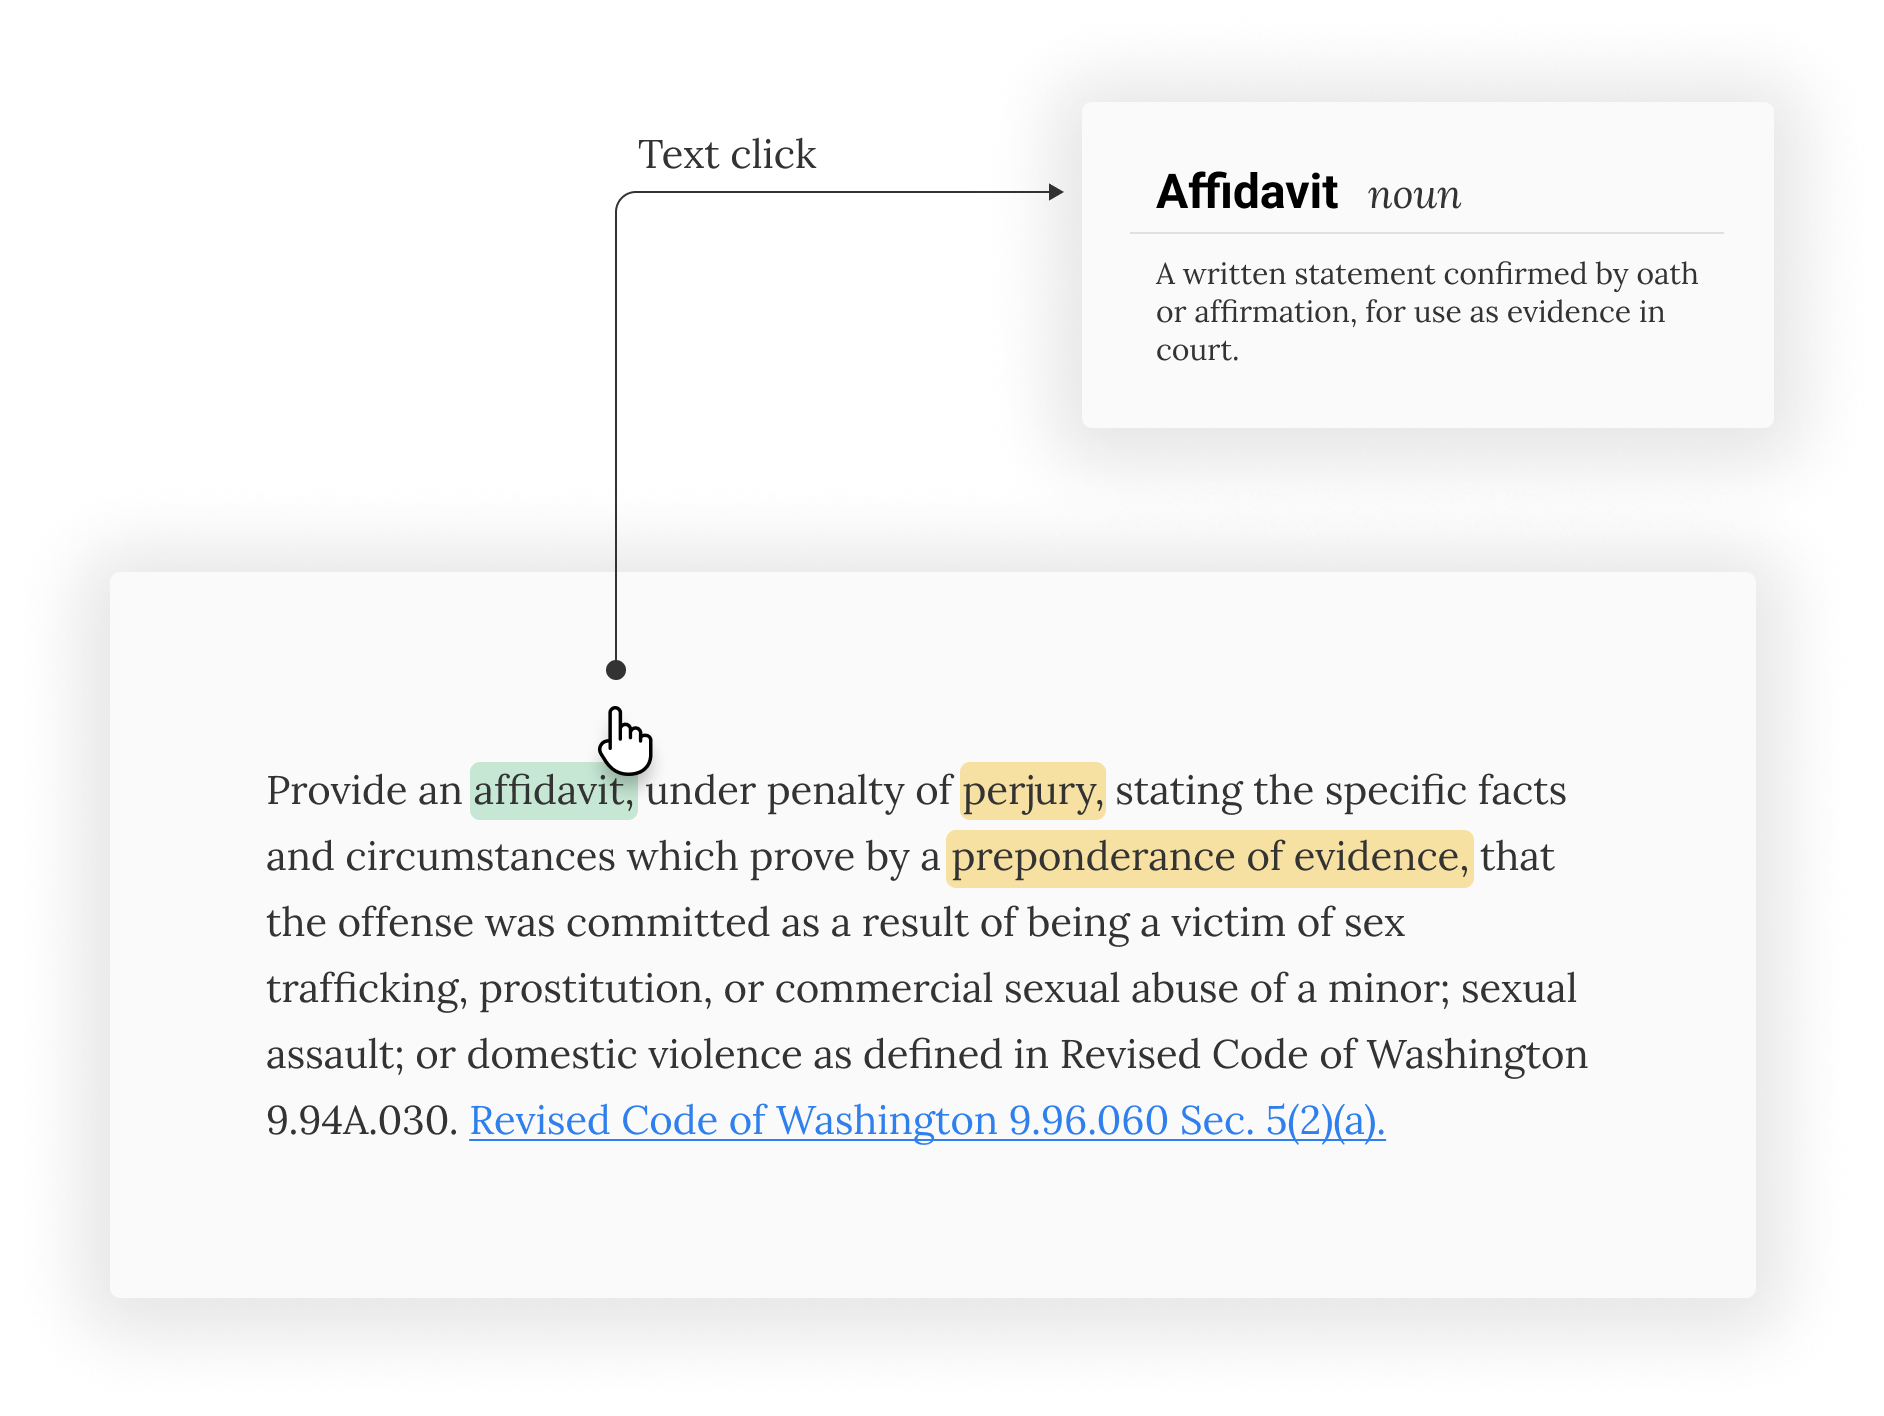 Text click
Affidavit noun
A written statement confirmed by oath
or affirmation, for use as evidence in
court.
Provide an affidavit, under penalty of perjury, stating the specific facts
and circumstances which prove by a preponderance of evidence, that
the offense was committed as a result of being a victim of sex
trafficking, prostitution, or commercial sexual abuse of a minor; sexual
assault; or domestic violence as defined in Revised Code of Washington
9.94A.030. Revised Code of Washington 9.96.060 Sec. 5(2)(a).